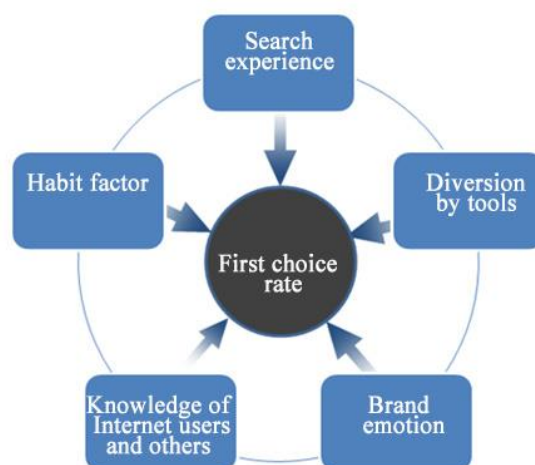 Search
experience
Habit factor
Diversion
by tools
First choice
rate
Knowledge of
Internet users
and others
Brand
emotion